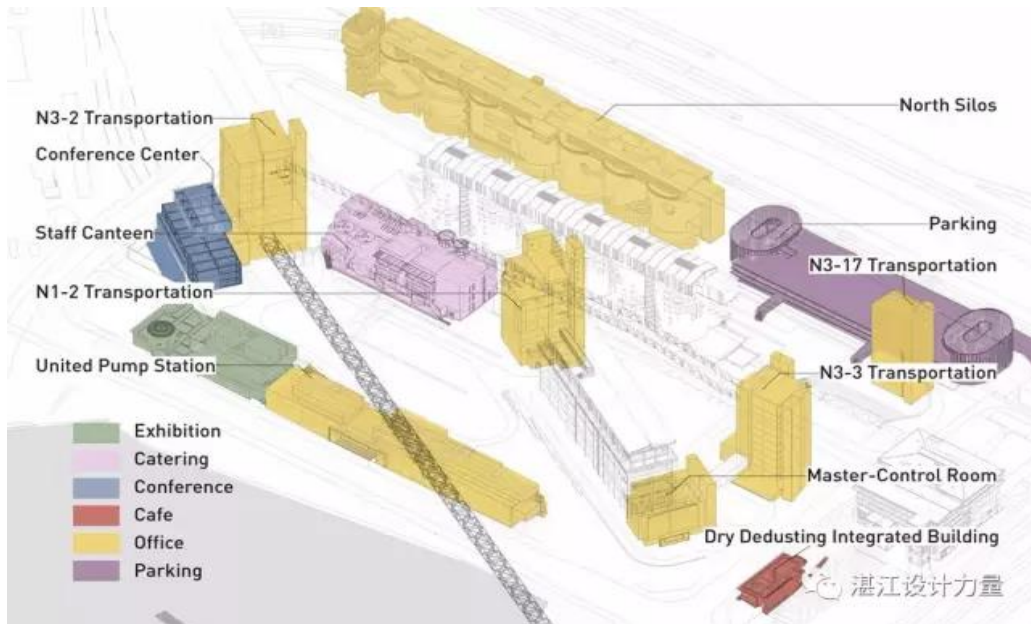 North Silos
N3-2 Transportation
Conference Center
Staff Canteen
Parking
N3-17 Transportation
N1-2 Transportation
United Pump Station
N3-3 Transportation
Exhibition
Catering
Conference
Cafe
Office
Parking
Master-Control Room
Dry Dedusting Integrated Building
湛江设计力量